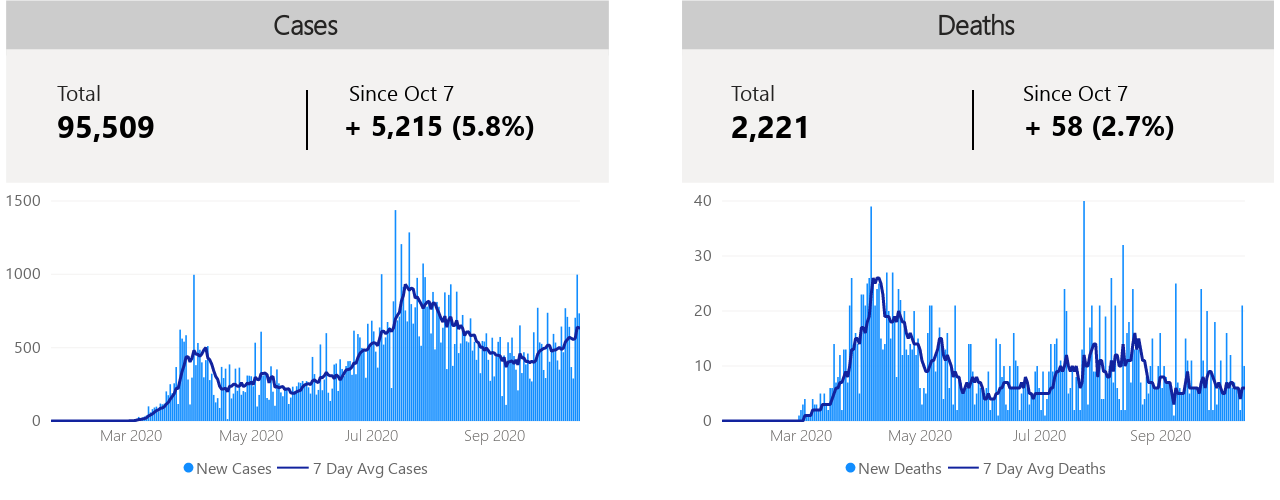 Cases
Total
95,509
Since Oct 7
+ 5,215 (5.8%)
1500
1000
500
0
Mar 2020 May 2020 Jul 2020 Sep 2020
New Cases 7 Day Avg Cases
Deaths
Total
2,221
Since Oct 7
+ 58 (2.7%)
40
30
20
10
0
Mar 2020 May 2020 Jul 2020 Sep 2020
New Deaths 7 Day Avg Deaths